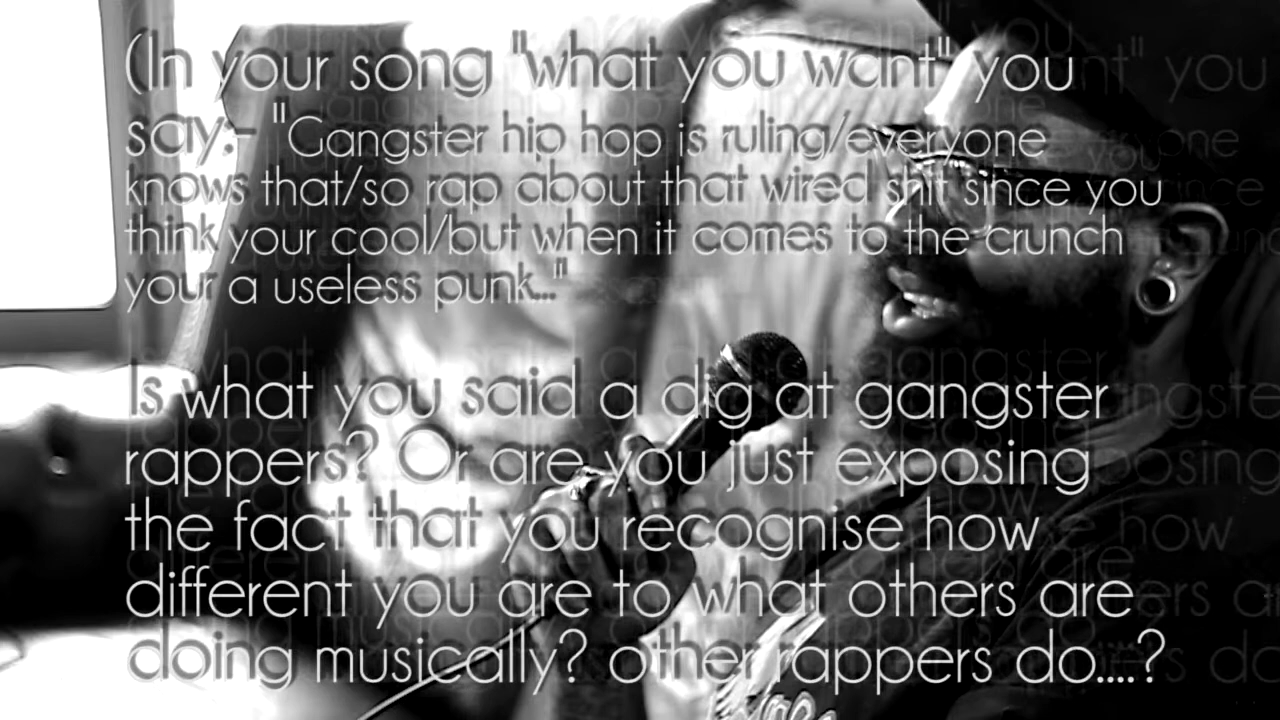 (In your song "what you want" you
say:- "Gangster hip hop is ruling/everyone
knows that/so rap about that wired shit since you
think your cool/but when it comes to the crunch
your a useless punk..."
Is what you said a dig at gangster
rappers? Or are you just exposing
the fact that you recognise how
different you are to what others are
doing musically? other rappers do....?